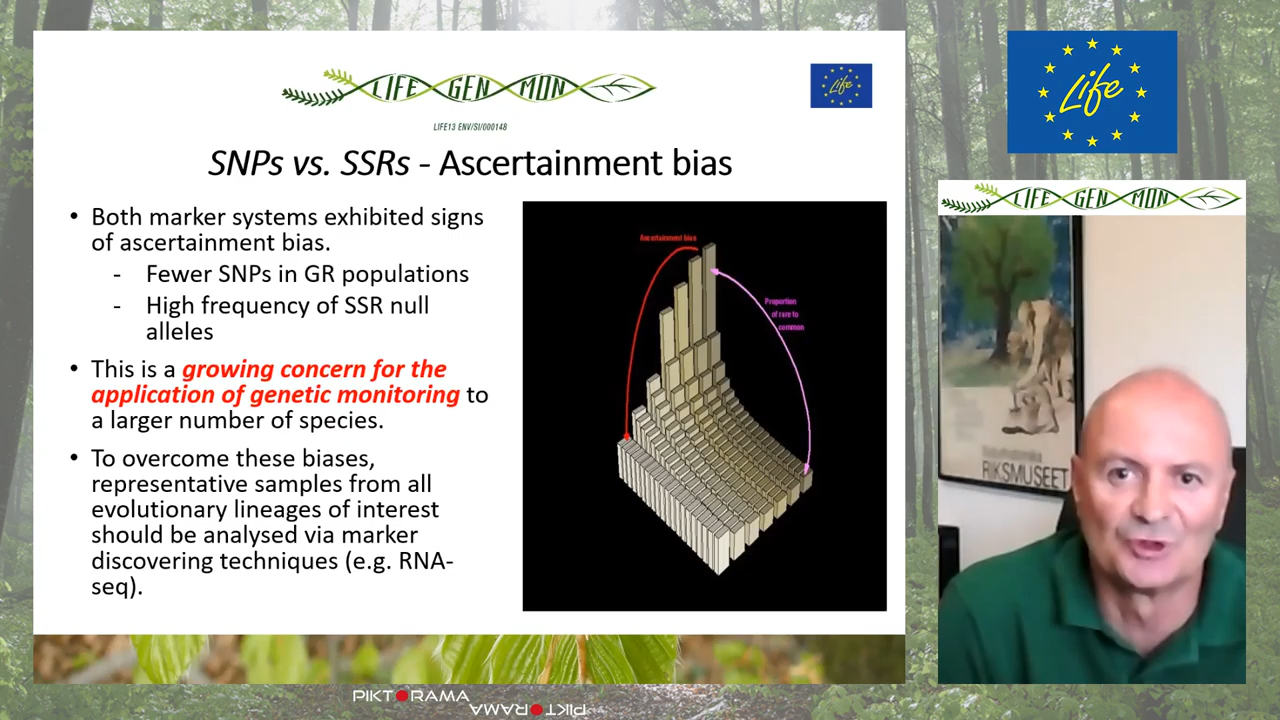 LIFE GEN MON
LIFE13 ENV/SI/000148
SNPs vs. SSRs - Ascertainment bias
• Both marker systems exhibited signs
of ascertainment bias.
- Fewer SNPs in GR populations
- High frequency of SSR null
alleles
• This is a growing concern for the
application of genetic monitoring to
a larger number of species.
• To overcome these biases,
representative samples from all
evolutionary lineages of interest
should be analysed via marker
discovering techniques (e.g. RNA-
seq).
Ascertainment bias
Proportion
of rare to
common
Life
Life
LIFE GEN MON
RIKSMUSEET
PIKTORAMA
PIKTORAMA